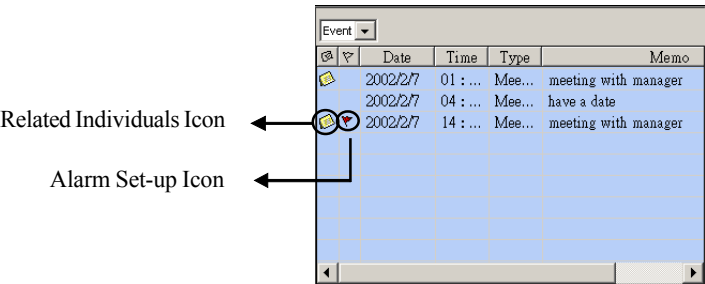 Event
Date Time Type Memo
2002/2/7 01 : ... Mee... meeting with manager
2002/2/7 04 : ... Mee... have a date
Related Individuals Icon 2002/2/7 14 : ... Mee... meeting with manager
Alarm Set-up Icon